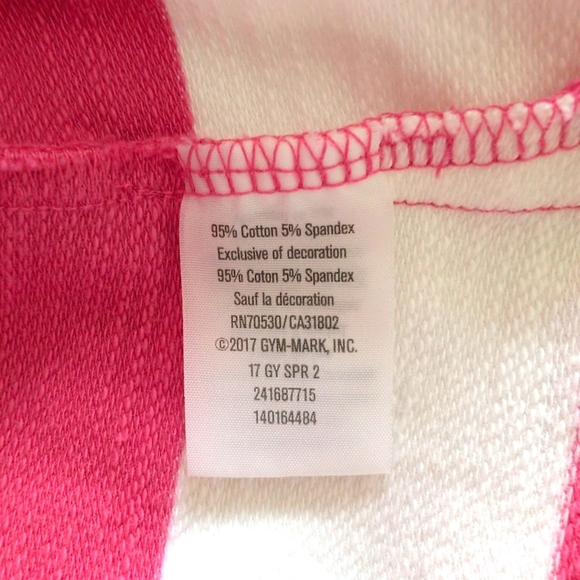 95% Cotton 5% Spandex
Exclusive of decoration
95% Coton 5% Spandex
Sauf la décoration
RN70530/CA31802
©2017 GYM-MARK, INC.
17 GY SPR 2
241687715
140164484